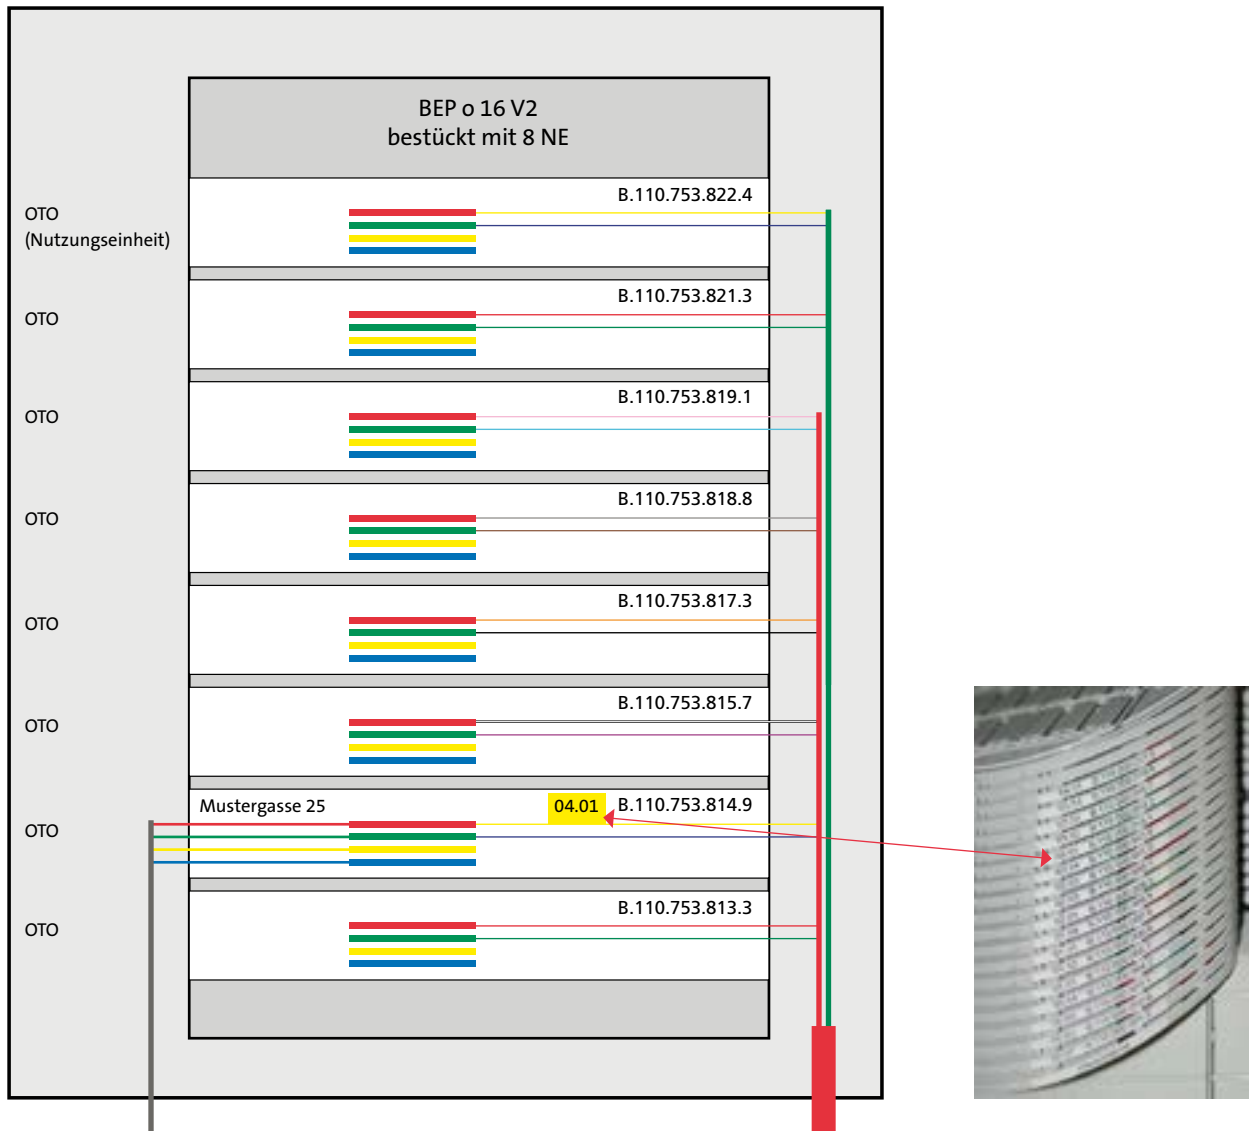 BEP o 16 V2
bestückt mit 8 NE
B.110.753.822.4
OTO
(Nutzungseinheit)
B.110.753.821.3
OTO
B.110.753.819.1
OTO
B.110.753.818.8
OTO
B.110.753.817.3
OTO
B.110.753.815.7
OTO
Mustergasse 25 04.01 B.110.753.814.9
OTO
B.110.753.813.3
OTO